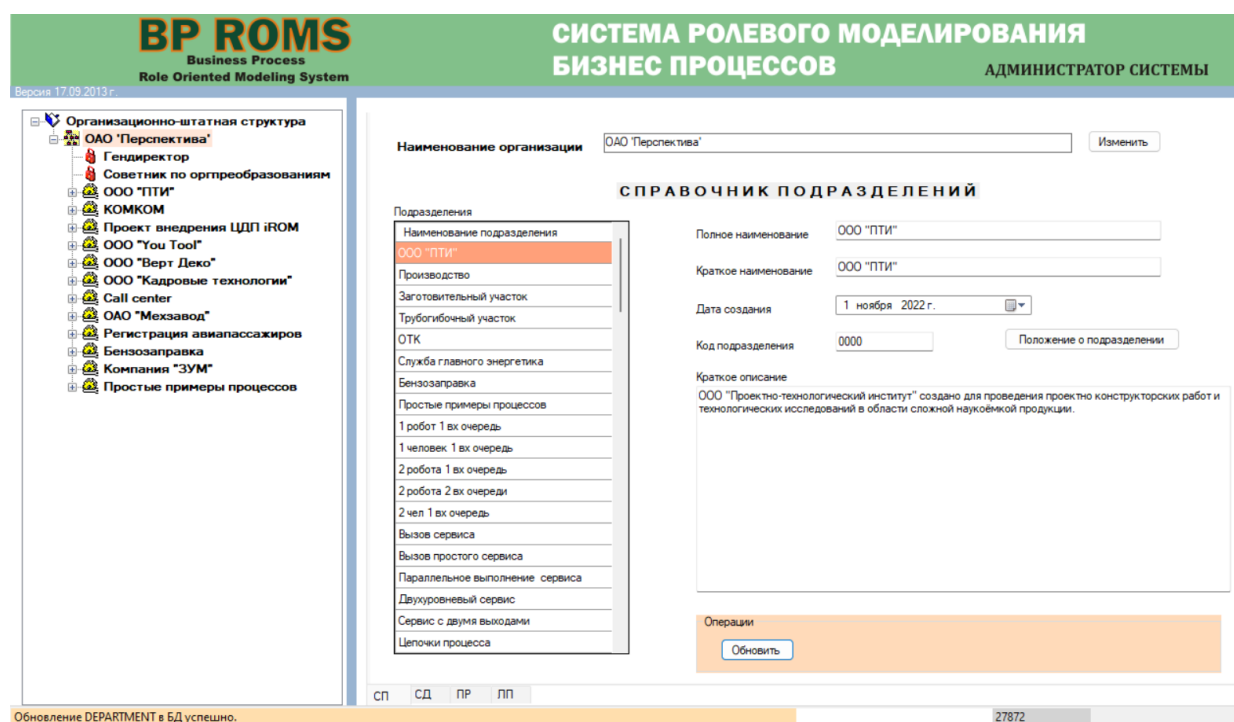 BP ROMS
Business Process
Role Oriented Modeling System
СИСТЕМА РОЛЕВОГО МОДЕЛИРОВАНИЯ
БИЗНЕС ПРОЦЕССОВ
АДМИНИСТРАТОР СИСТЕМЫ
Версия 17.09.2013 г.
Организационно-штатная структура
ОАО 'Перспектива'
Гендиректор
Советник по оргпреобразованиям
ООО "ПТИ"
КОМКОМ
Проект внедрения ЦДП iROM
ООО "You Tool"
ООО "Верт Деко"
ООО "Кадровые технологии"
Call center
ОАО "Мехзавод"
Регистрация авиапассажиров
Бензозаправка
Компания "ЗУМ"
Простые примеры процессов
Наименование организации
ОАО 'Перспектива'
Изменить
СПРАВОЧНИК ПОДРАЗДЕЛЕНИЙ
Подразделения
Наименование подразделения
ООО "ПТИ"
Производство
Заготовительный участок
Трубогибочный участок
ОТК
Служба главного энергетика
Бензозаправка
Простые примеры процессов
1 робот 1 вх очередь
1 человек 1 вх очередь
2 робота 1 вх очередь
2 робота 2 вх очереди
2 чел 1 вх очередь
Вызов сервиса
Вызов простого сервиса
Параллельное выполнение сервиса
Двухуровневый сервис
Сервис с двумя выходами
Цепочки процесса
Полное наименование
ООО "ПТИ"
Краткое наименование
ООО "ПТИ"
Дата создания
1 ноября 2022 г.
Код подразделения
0000
Положение о подразделении
Краткое описание
ООО "Проектно-технологический институт" создано для проведения проектно конструкторских работ и
технологических исследований в области сложной наукоёмкой продукции.
Операции
Обновить
СП СД ПР ЛП
Обновление DEPARTMENT в БД успешно.
27872